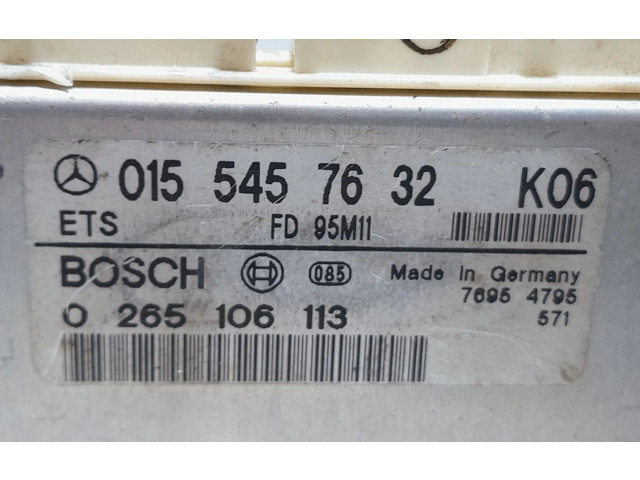 015 545 76 32 K06
ETS FD 95M11
BOSCH 085 Made In Germany
7695 4795
0 265 106 113 571